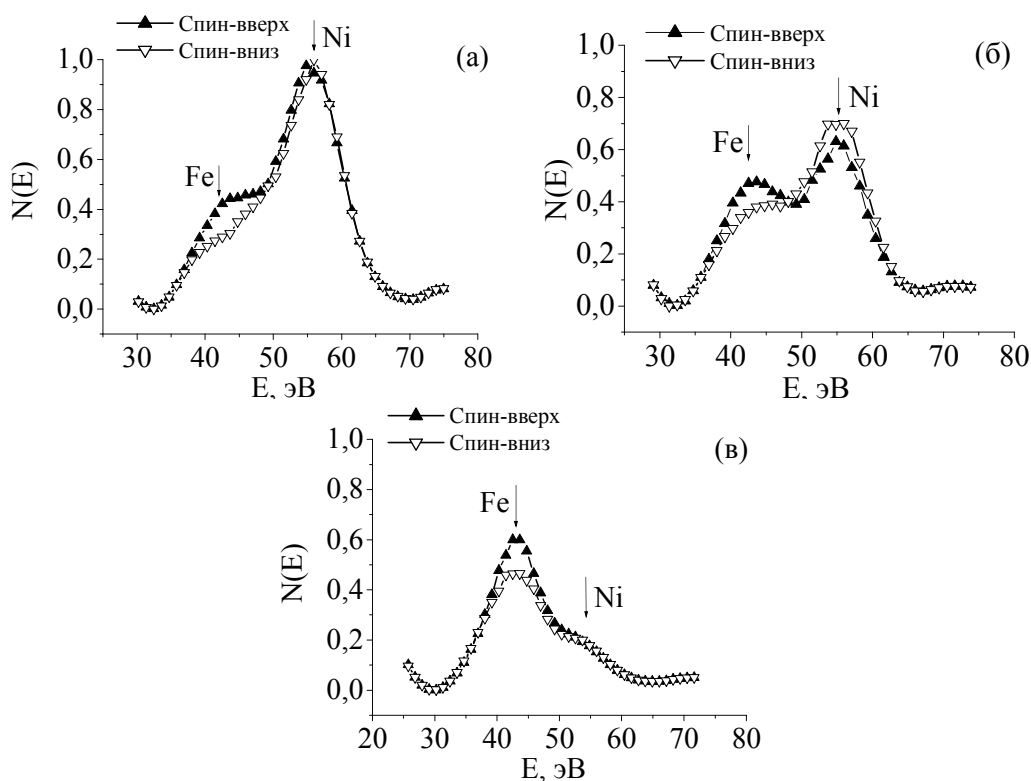 Спин-вверх
Спин-вниз
Ni
(а)
Fe
N(E)
1,0
0,8
0,6
0,4
0,2
0,0
30 40 50 60 70 80
E, эВ
Спин-вверх
Спин-вниз
Ni
(б)
Fe
N(E)
1,0
0,8
0,6
0,4
0,2
0,0
30 40 50 60 70 80
E, эВ
Спин-вверх
Спин-вниз
(в)
Fe
Ni
N(E)
1,0
0,8
0,6
0,4
0,2
0,0
20 30 40 50 60 70 80
E, эВ